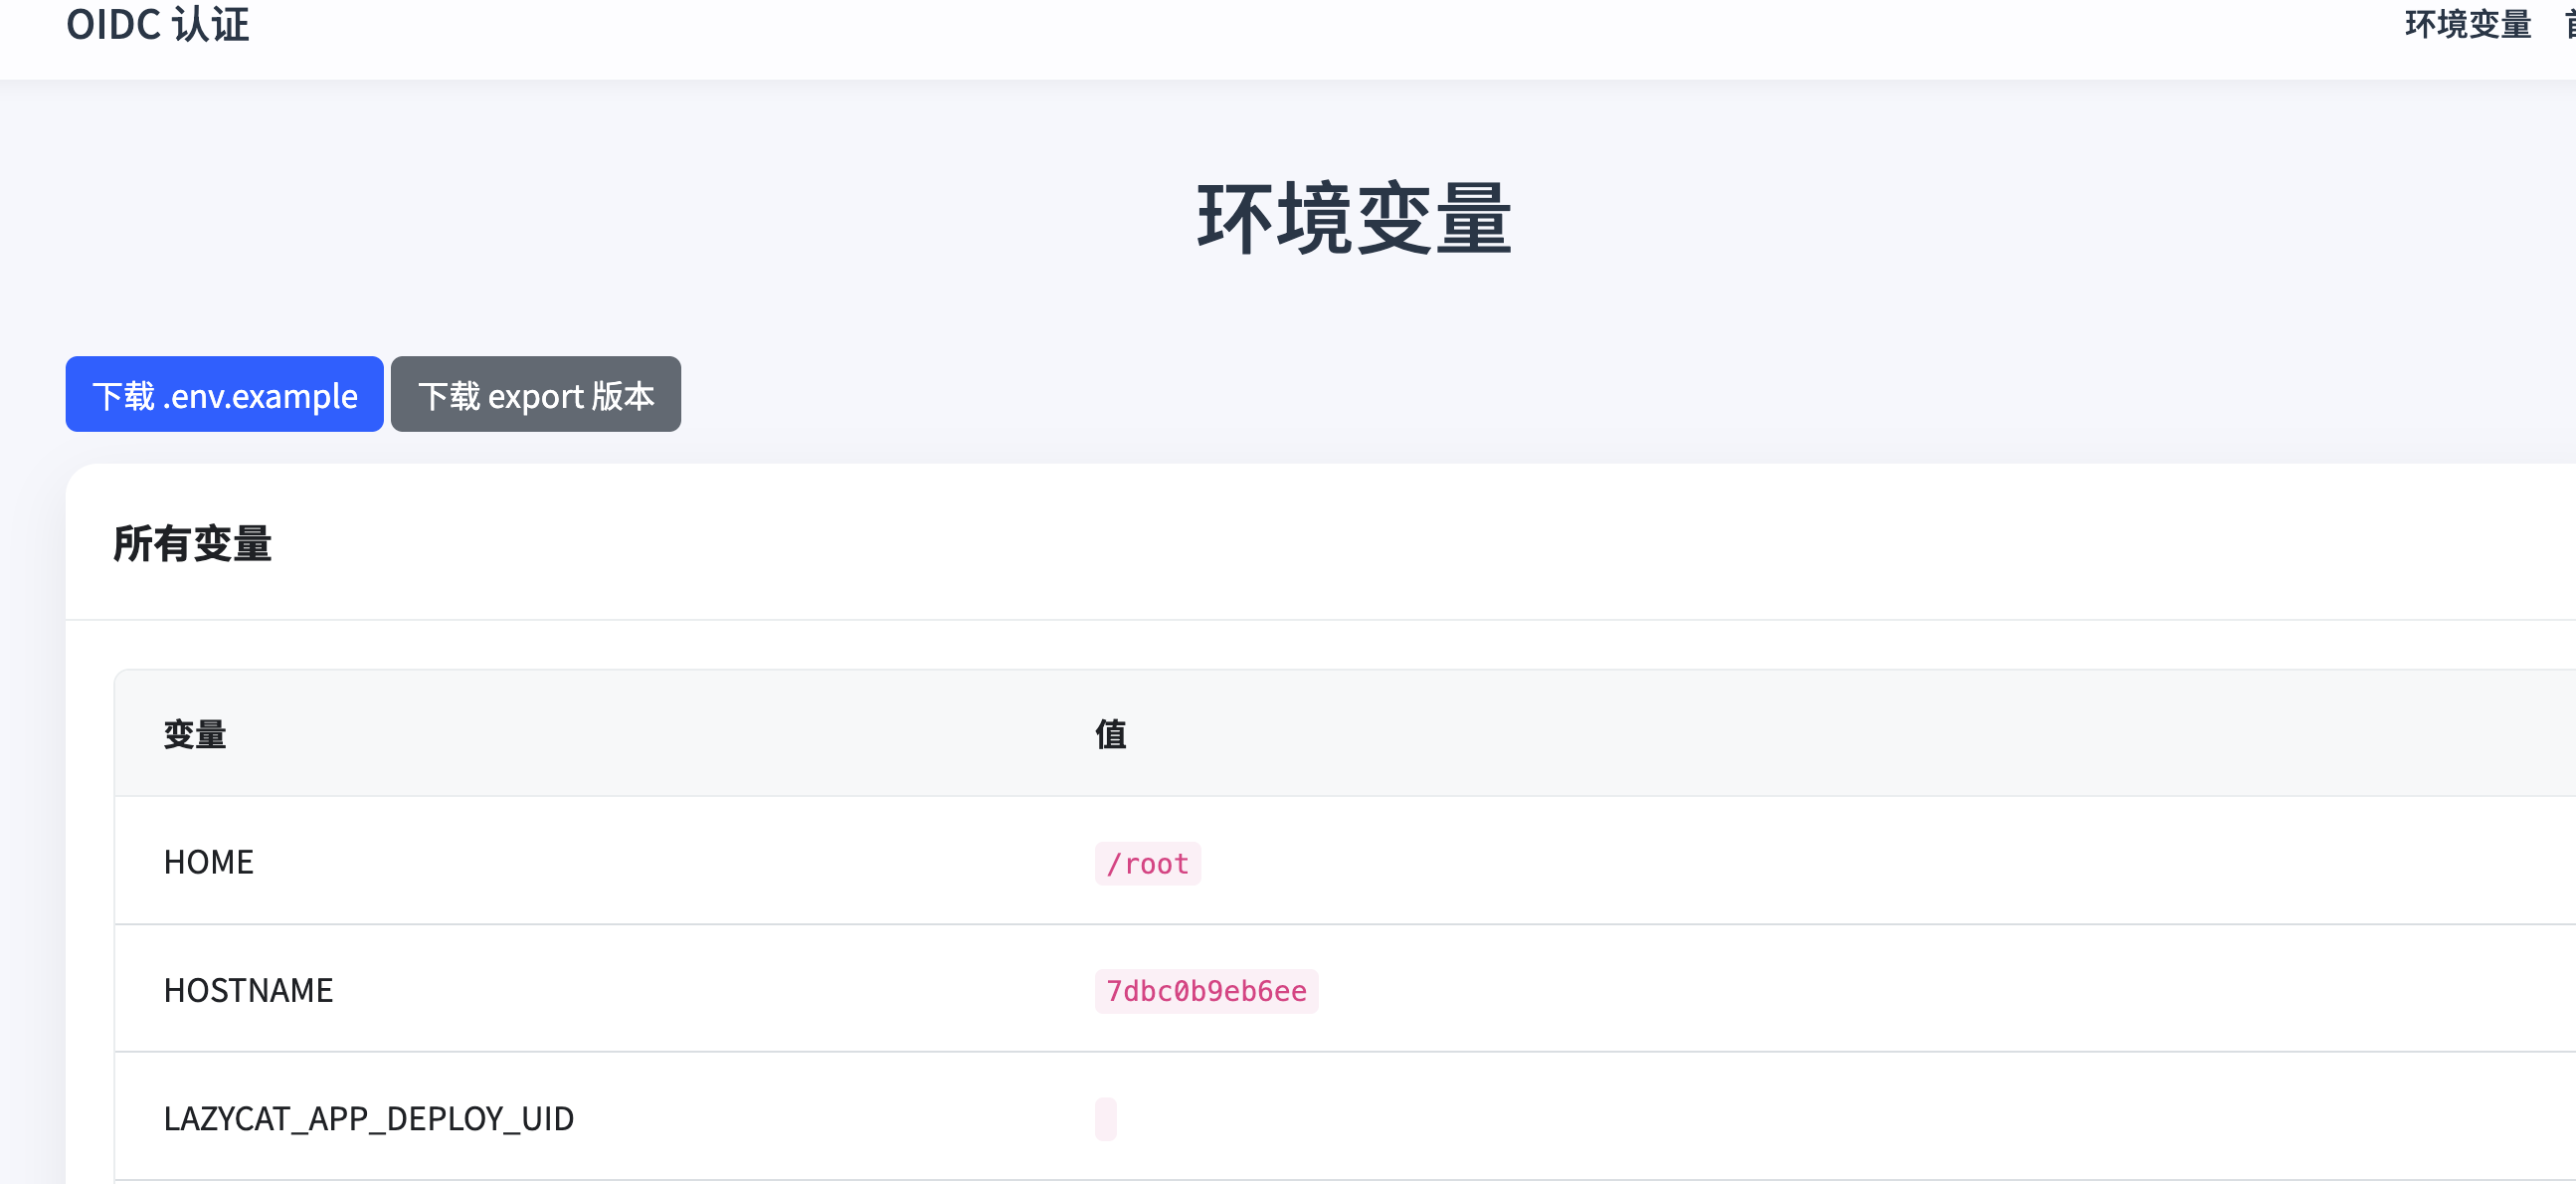 OIDC 认证
环境变量
环境变量
下载 .env.example
下载 export 版本
所有变量
变量 值
HOME /root
HOSTNAME 7dbc0b9eb6ee
LAZYCAT_APP_DEPLOY_UID